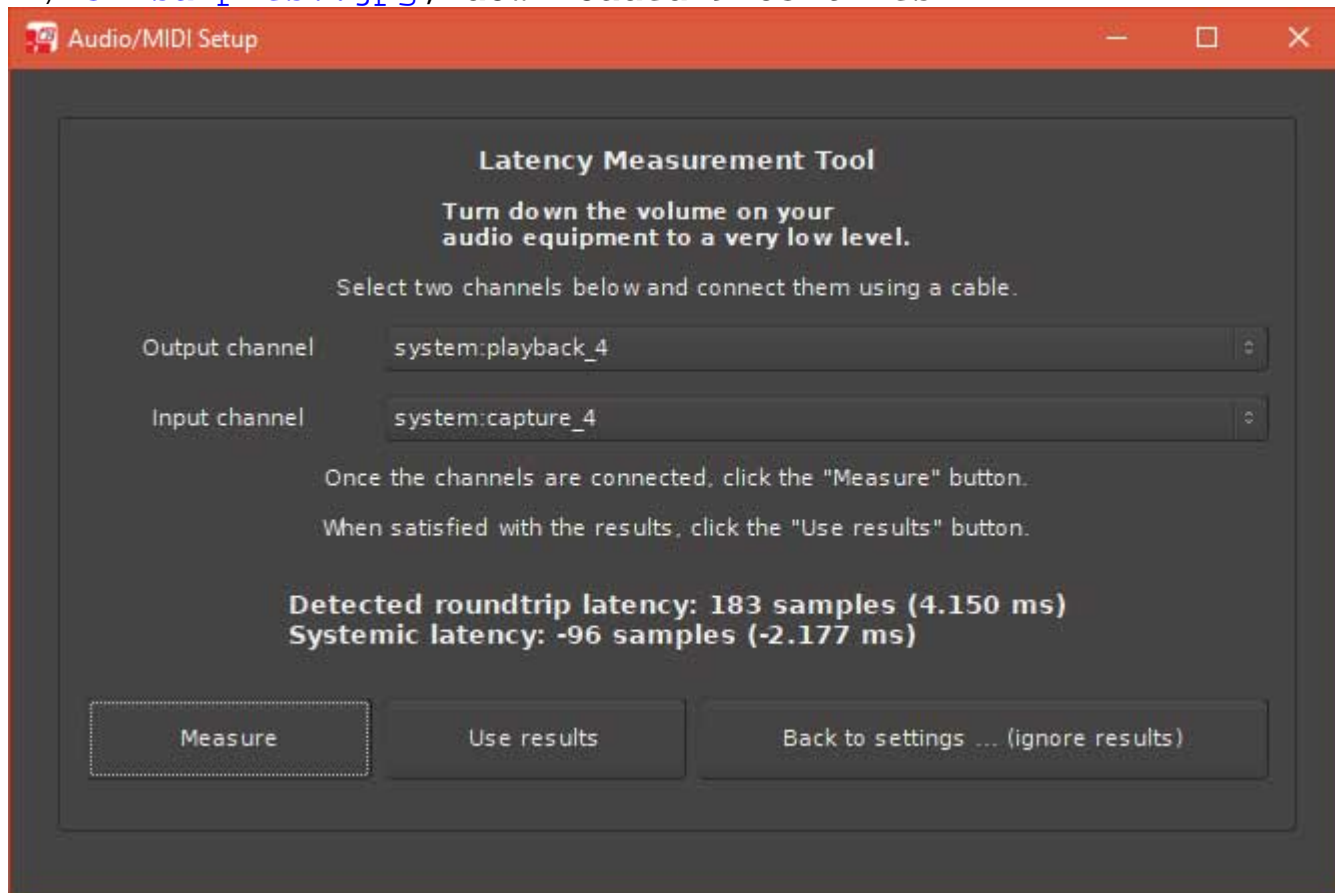 Audio/MIDI Setup
Latency Measurement Tool
Turn down the volume on your
audio equipment to a very low level.
Select two channels below and connect them using a cable.
Output channel system:playback_4
Input channel system:capture_4
Once the channels are connected, click the "Measure" button.
When satisfied with the results, click the "Use results" button.
Detected roundtrip latency: 183 samples (4.150 ms)
Systemic latency: -96 samples (-2.177 ms)
Measure Use results Back to settings ... (ignore results)